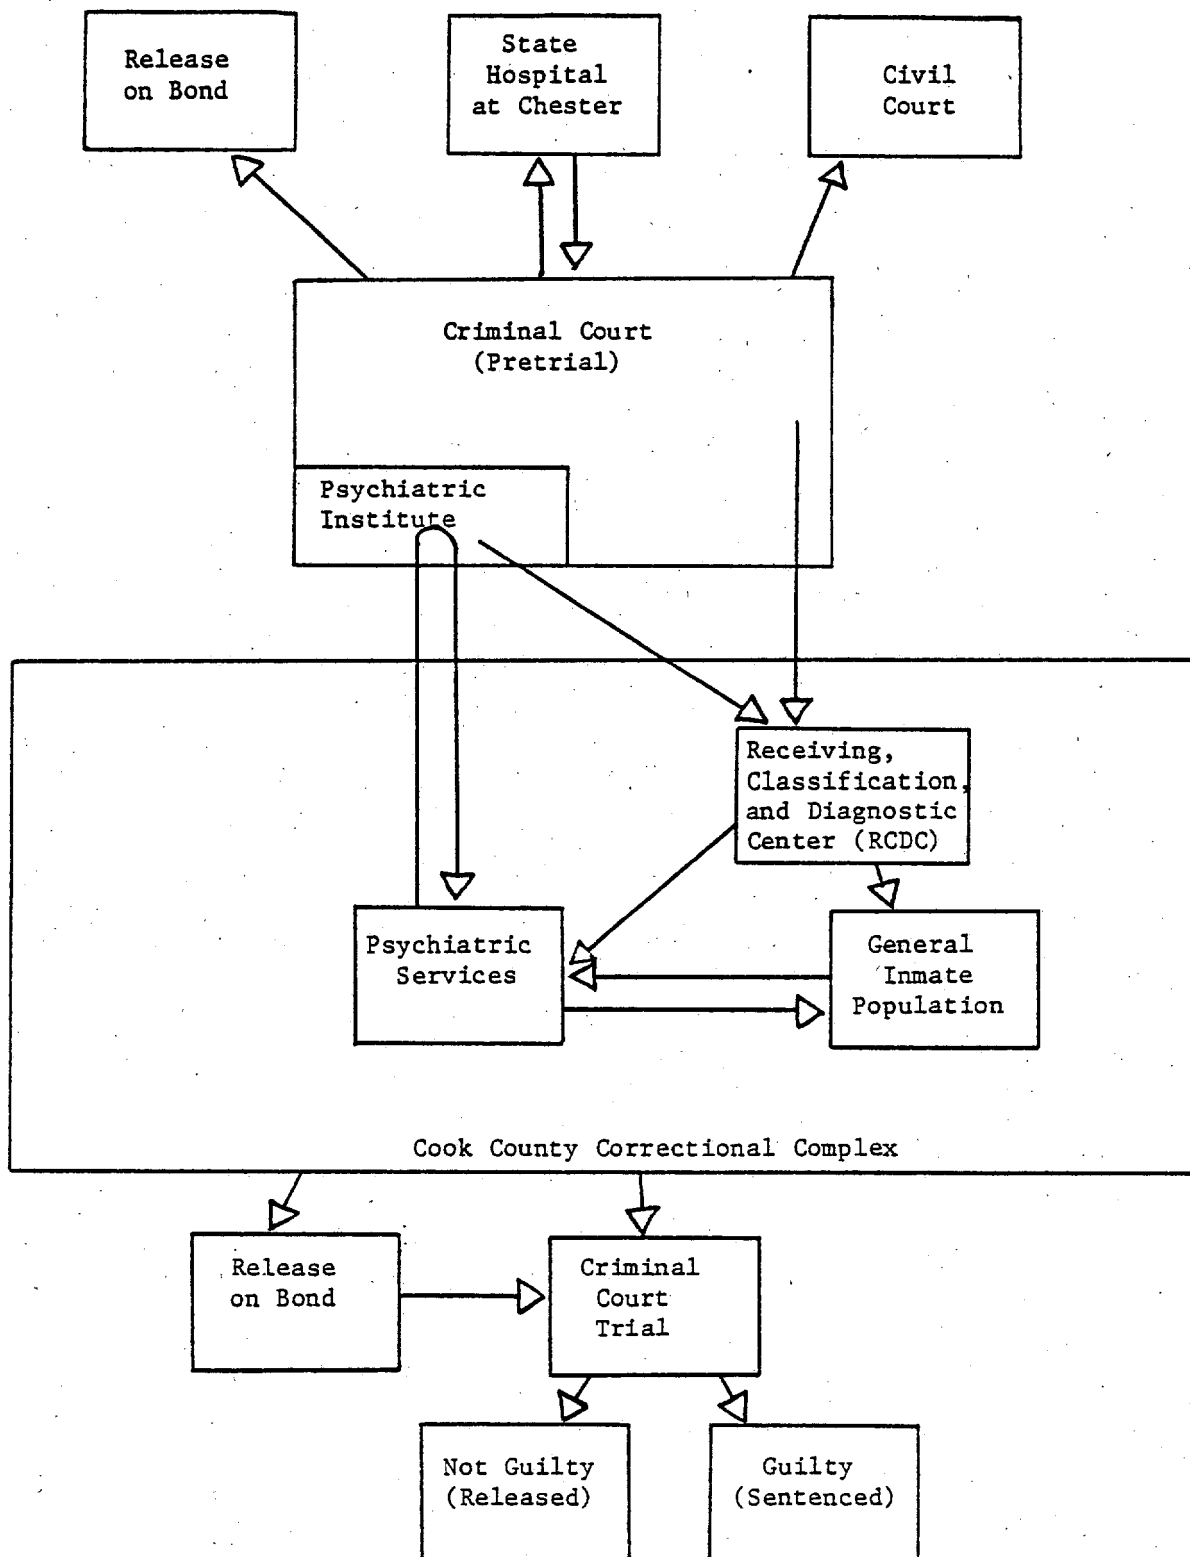 Release
on Bond
State
Hospital
at Chester
Civil
Court
Criminal Court
(Pretrial)
Psychiatric
Institute
Receiving,
Classification,
and Diagnostic
Center (RCDC)
Psychiatric
Services
General
Inmate
Population
Cook County Correctional Complex
Release
on Bond
Criminal
Court
Trial
Not Guilty
(Released)
Guilty
(Sentenced)